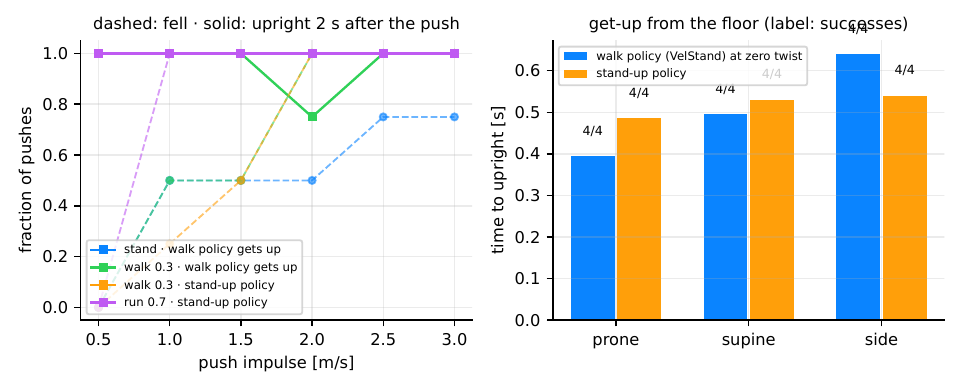 dashed: fell · solid: upright 2 s after the push
1.0
0.8
0.6
0.4
0.2
0.0
fraction of pushes
stand · walk policy gets up
walk 0.3 · walk policy gets up
walk 0.3 · stand-up policy
run 0.7 · stand-up policy
0.5 1.0 1.5 2.0 2.5 3.0
push impulse [m/s]
get-up from the floor (label: successes)
0.6
0.5
0.4
0.3
0.2
0.1
0.0
time to upright [s]
walk policy (VelStand) at zero twist
stand-up policy
4/4
4/4
4/4
4/4
4/4
4/4
prone supine side